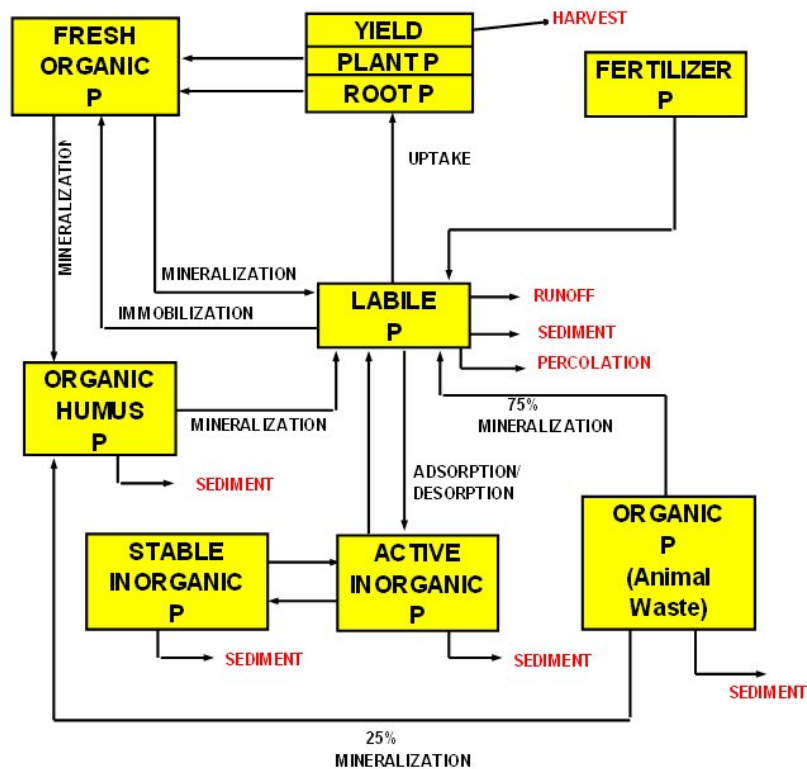 HARVEST
FRESH
ORGANIC
P
YIELD
PLANT P
ROOT P
FERTILIZER
P
UPTAKE
MINERALIZATION
MINERALIZATION
IMMOBILIZATION
LABILE
P
RUNOFF
SEDIMENT
PERCOLATION
ORGANIC
HUMUS
P
MINERALIZATION
75%
MINERALIZATION
SEDIMENT
ADSORPTION/
DESORPTION
STABLE
INORGANIC
P
ACTIVE
INORGANIC
P
ORGANIC
P
(Animal
Waste)
SEDIMENT
SEDIMENT
SEDIMENT
25%
MINERALIZATION